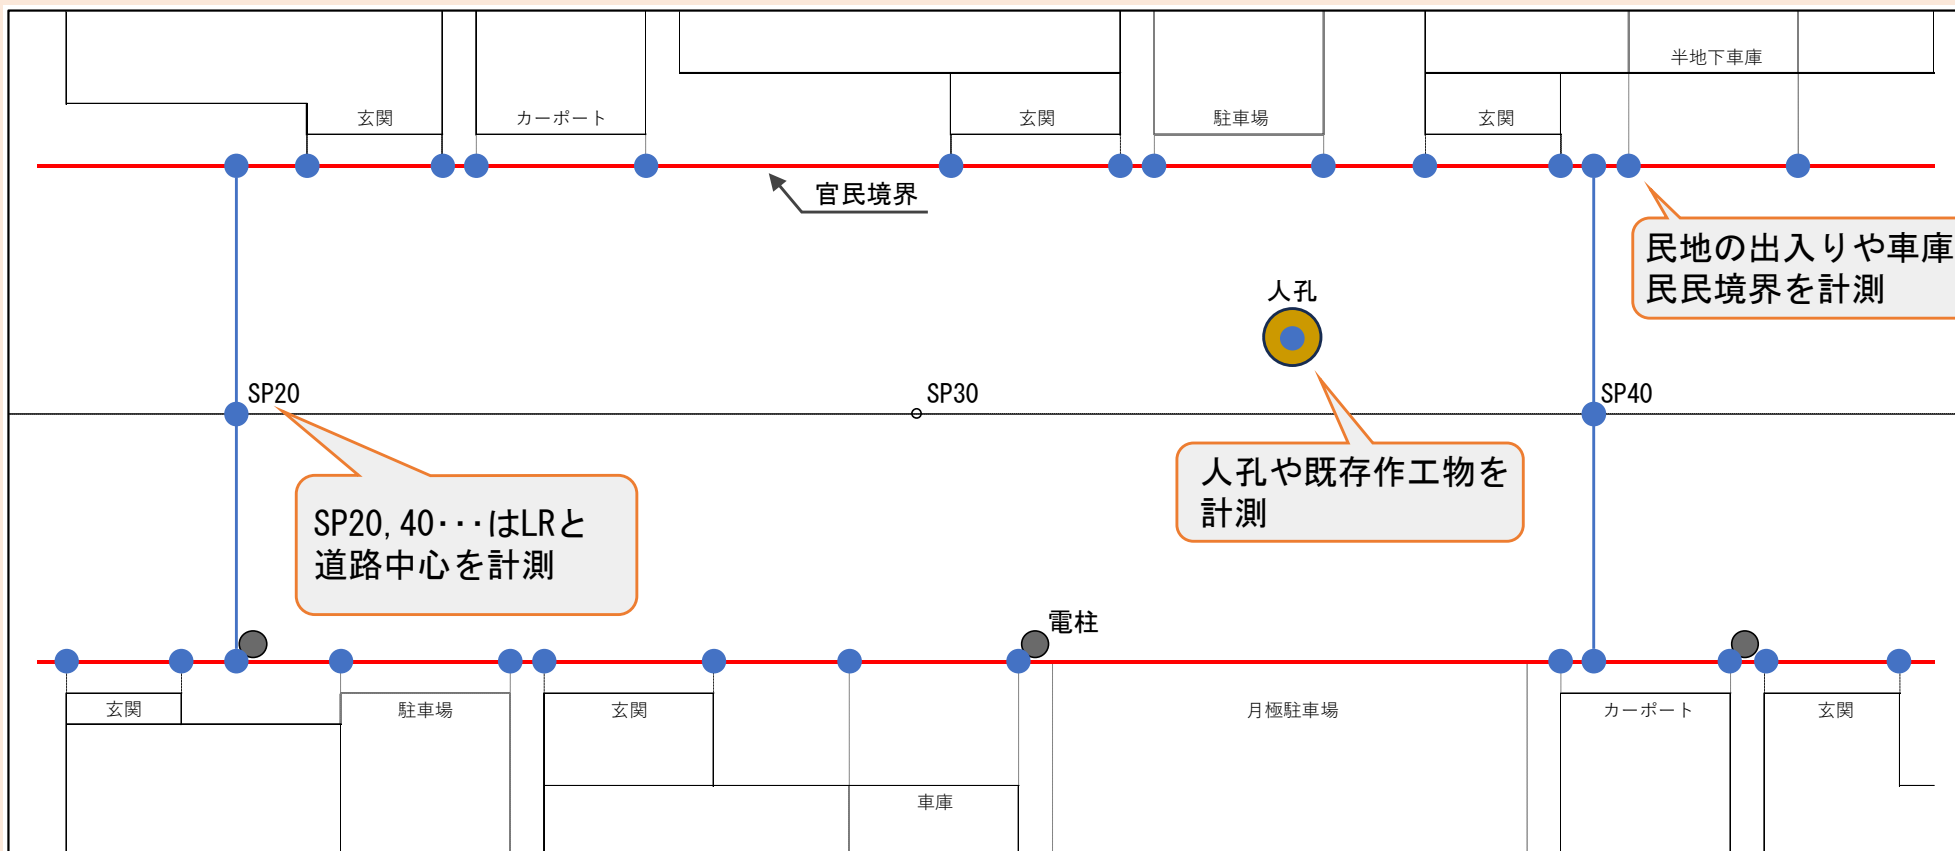 半地下車庫
玄関
カーポート
玄関
駐車場
玄関
官民境界
民地の出入りや車庫
民民境界を計測
人孔
SP20
SP30
SP40
人孔や既存作工物を
計測
SP20,40･･･はLRと
道路中心を計測
電柱
玄関
駐車場
玄関
月極駐車場
カーポート
玄関
車庫